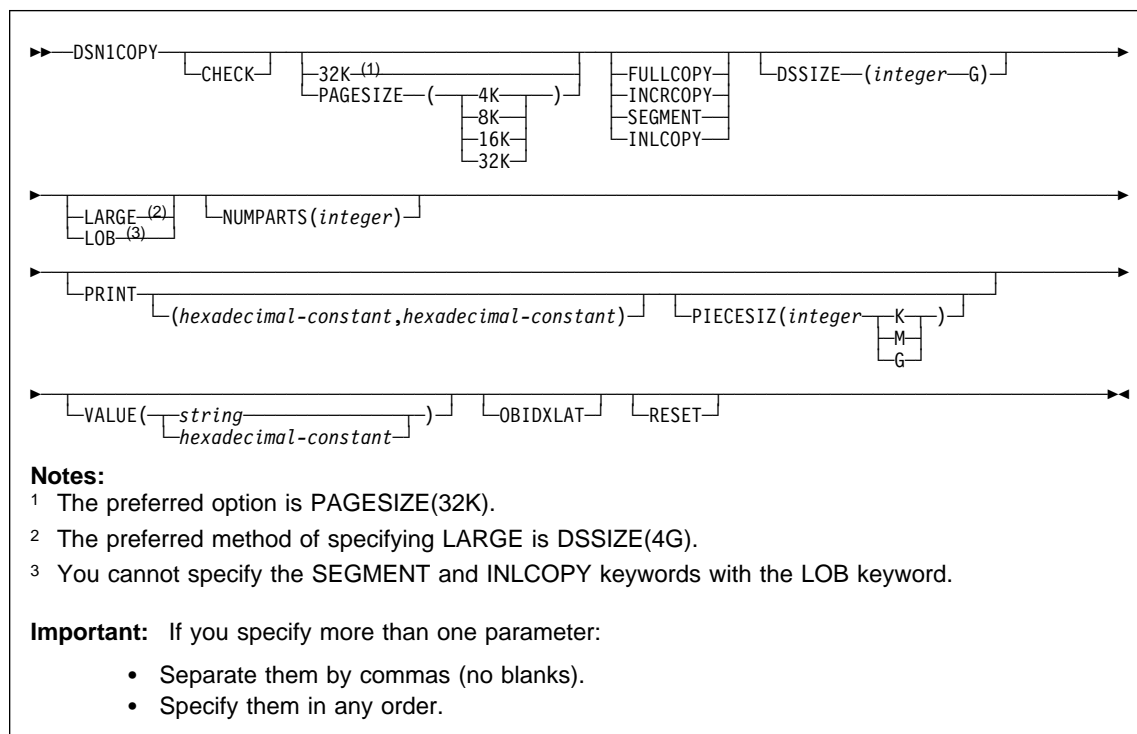 DSN1COPY CHECK 32K (1) FULLCOPY DSSIZE (integer G)
PAGESIZE ( 4K ) INCRCOPY
8K SEGMENT
16K INLCOPY
32K
LARGE (2) NUMPARTS(integer)
LOB (3)
PRINT
(hexadecimal-constant,hexadecimal-constant) PIECESIZ(integer K )
M
G
VALUE( string ) OBIDXLAT RESET
hexadecimal-constant
Notes:
1 The preferred option is PAGESIZE(32K).
2 The preferred method of specifying LARGE is DSSIZE(4G).
3 You cannot specify the SEGMENT and INLCOPY keywords with the LOB keyword.
Important: If you specify more than one parameter:
• Separate them by commas (no blanks).
• Specify them in any order.